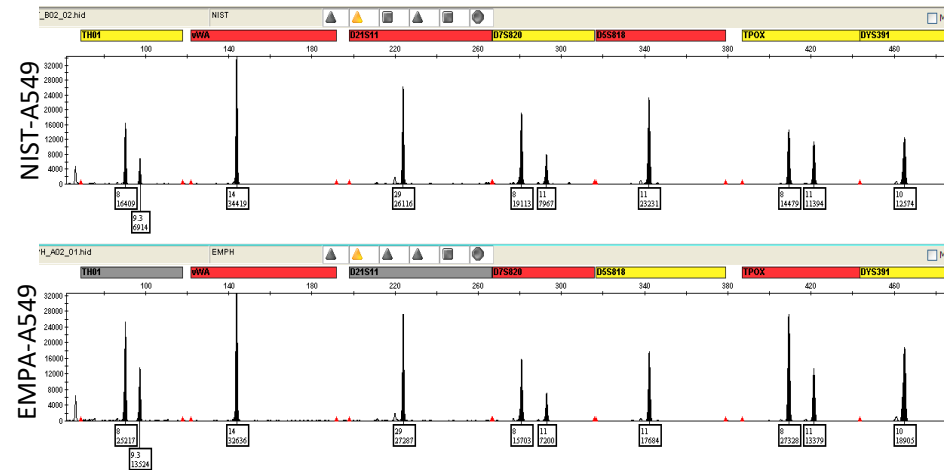 _B02_02.hid NIST M
TH01 vWA D21S11 D7S820 D5S818 TPOX DYS391
100 180 220 260 300 340 420 460
NIST-A549
32000
28000
24000
20000
16000
12000
8000
4000
0
8 14 29 8 11 11 8 11 10
16409 34419 26116 19113 7967 23231 14479 11394 12574
9.3
6914
H_A02_01.hid EMPH M
TH01 vWA D21S11 D7S820 D5S818 TPOX DYS391
100 140 180 220 260 300 340 380 420 460
EMPA-A549
32000
28000
24000
20000
16000
12000
8000
4000
0
8 14 29 8 11 11 8 11 10
25217 32636 27287 15703 7200 17684 27328 13379 18905
9.3
13524